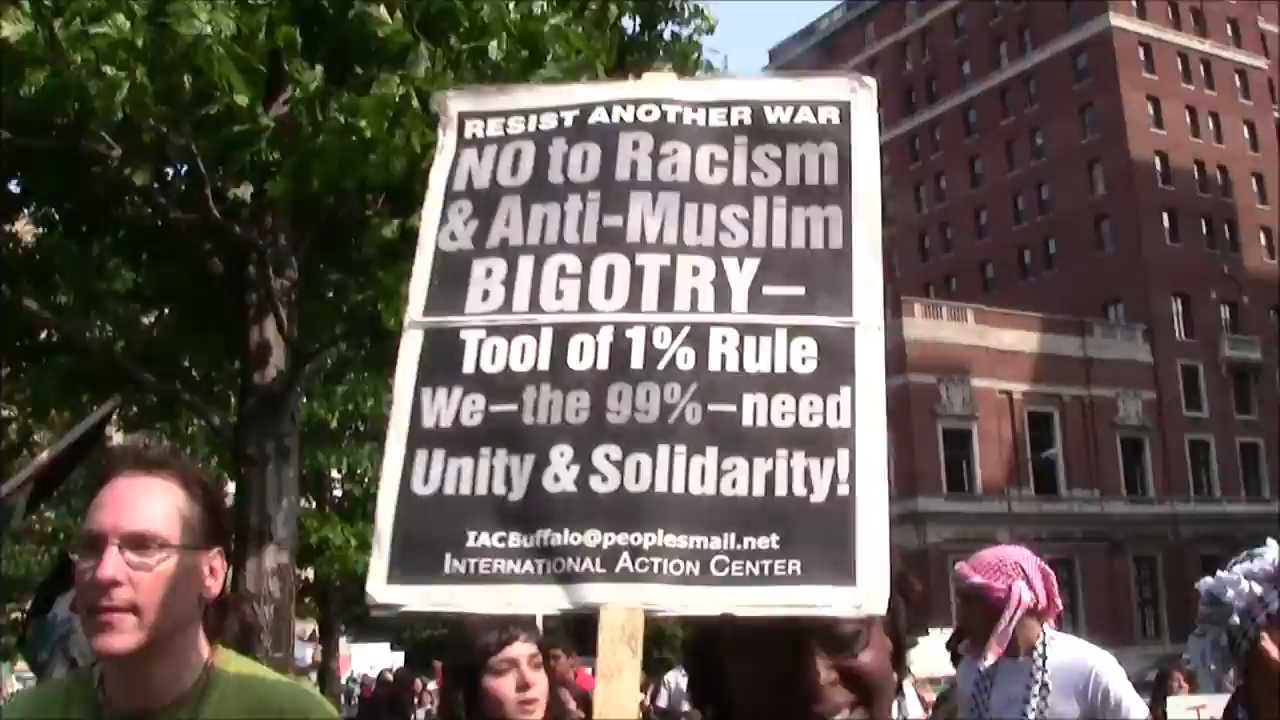 RESIST ANOTHER WAR
NO to Racism
& Anti-Muslim
BIGOTRY–
Tool of 1% Rule
We–the 99%–need
Unity & Solidarity!
IACBuffalo@peoplesmail.net
INTERNATIONAL ACTION CENTER